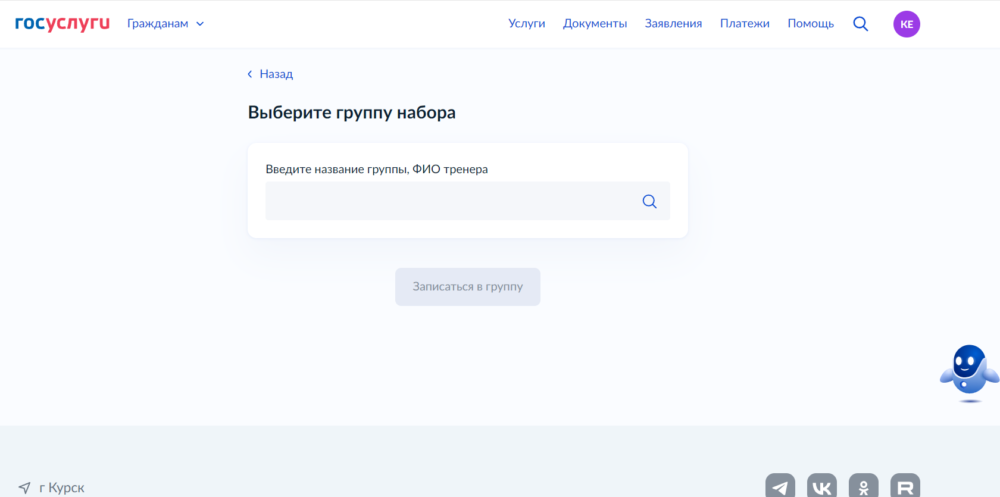 госуслуги Гражданам Услуги Документы Заявления Платежи Помощь КЕ
Назад
Выберите группу набора
Введите название группы, ФИО тренера
Записаться в группу
г Курск